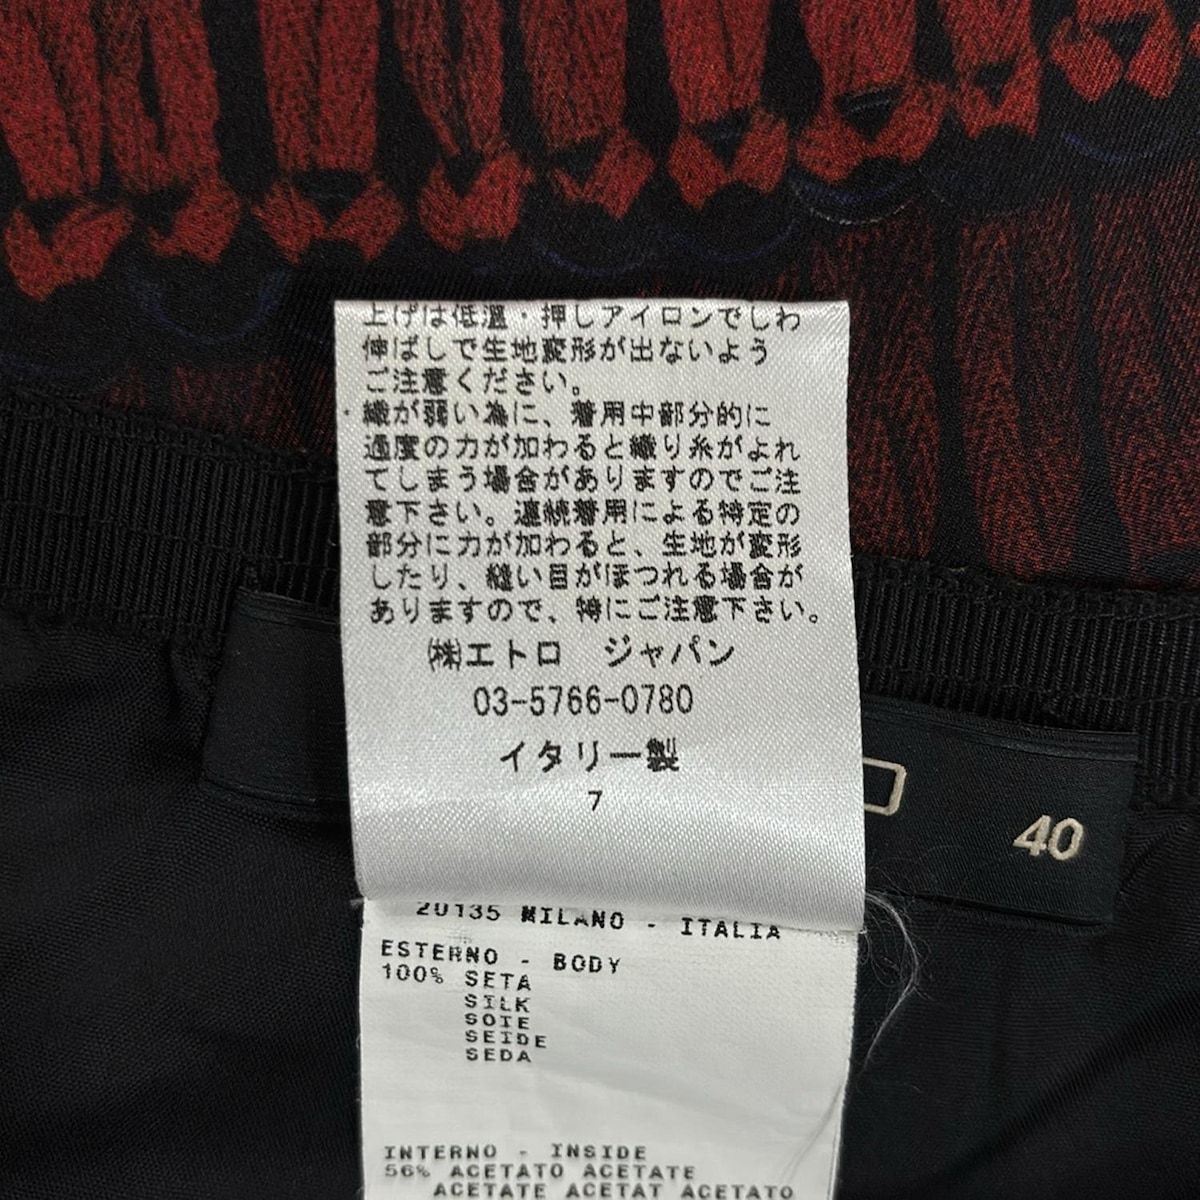 上げは低温・押しアイロンでしわ
伸ばしで生地変形が出ないよう
ご注意ください。
・織が弱い為に、着用中部分的に
過度の力が加わると織り糸がよれ
てしまう場合がありますのでご注
意下さい。連続着用による特定の
部分に力が加わると、生地が変形
したり、縫い目がほつれる場合が
ありますので、特にご注意下さい。
㈱エトロ ジャパン
03-5766-0780
イタリー製
7
40
20135 MILANO - ITALIA
ESTERNO - BODY
100% SETA
SILK
SOIE
SEIDE
SEDA
INTERNO - INSIDE
56% ACETATO ACETATE
ACETATE ACETAT ACETATO